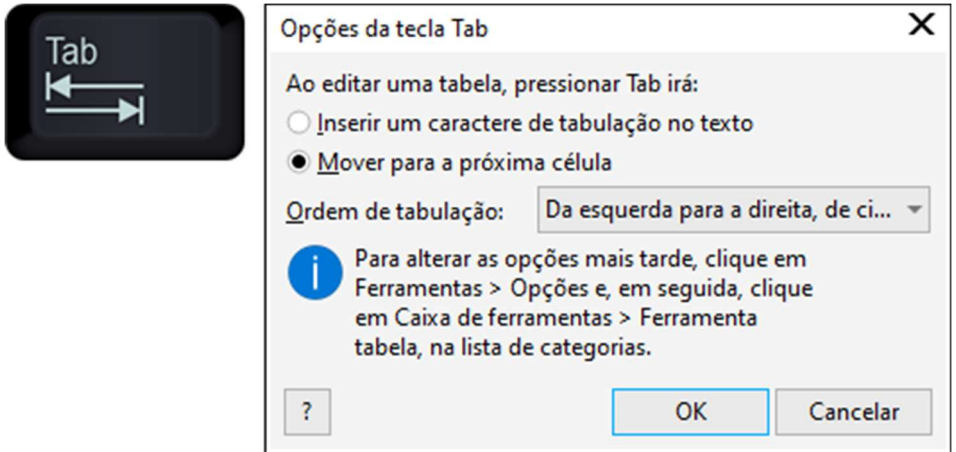 Tab
Opções da tecla Tab
Ao editar uma tabela, pressionar Tab irá:
Inserir um caractere de tabulação no texto
Mover para a próxima célula
Ordem de tabulação: Da esquerda para a direita, de ci...
Para alterar as opções mais tarde, clique em
Ferramentas > Opções e, em seguida, clique
em Caixa de ferramentas > Ferramenta
tabela, na lista de categorias.
? OK Cancelar